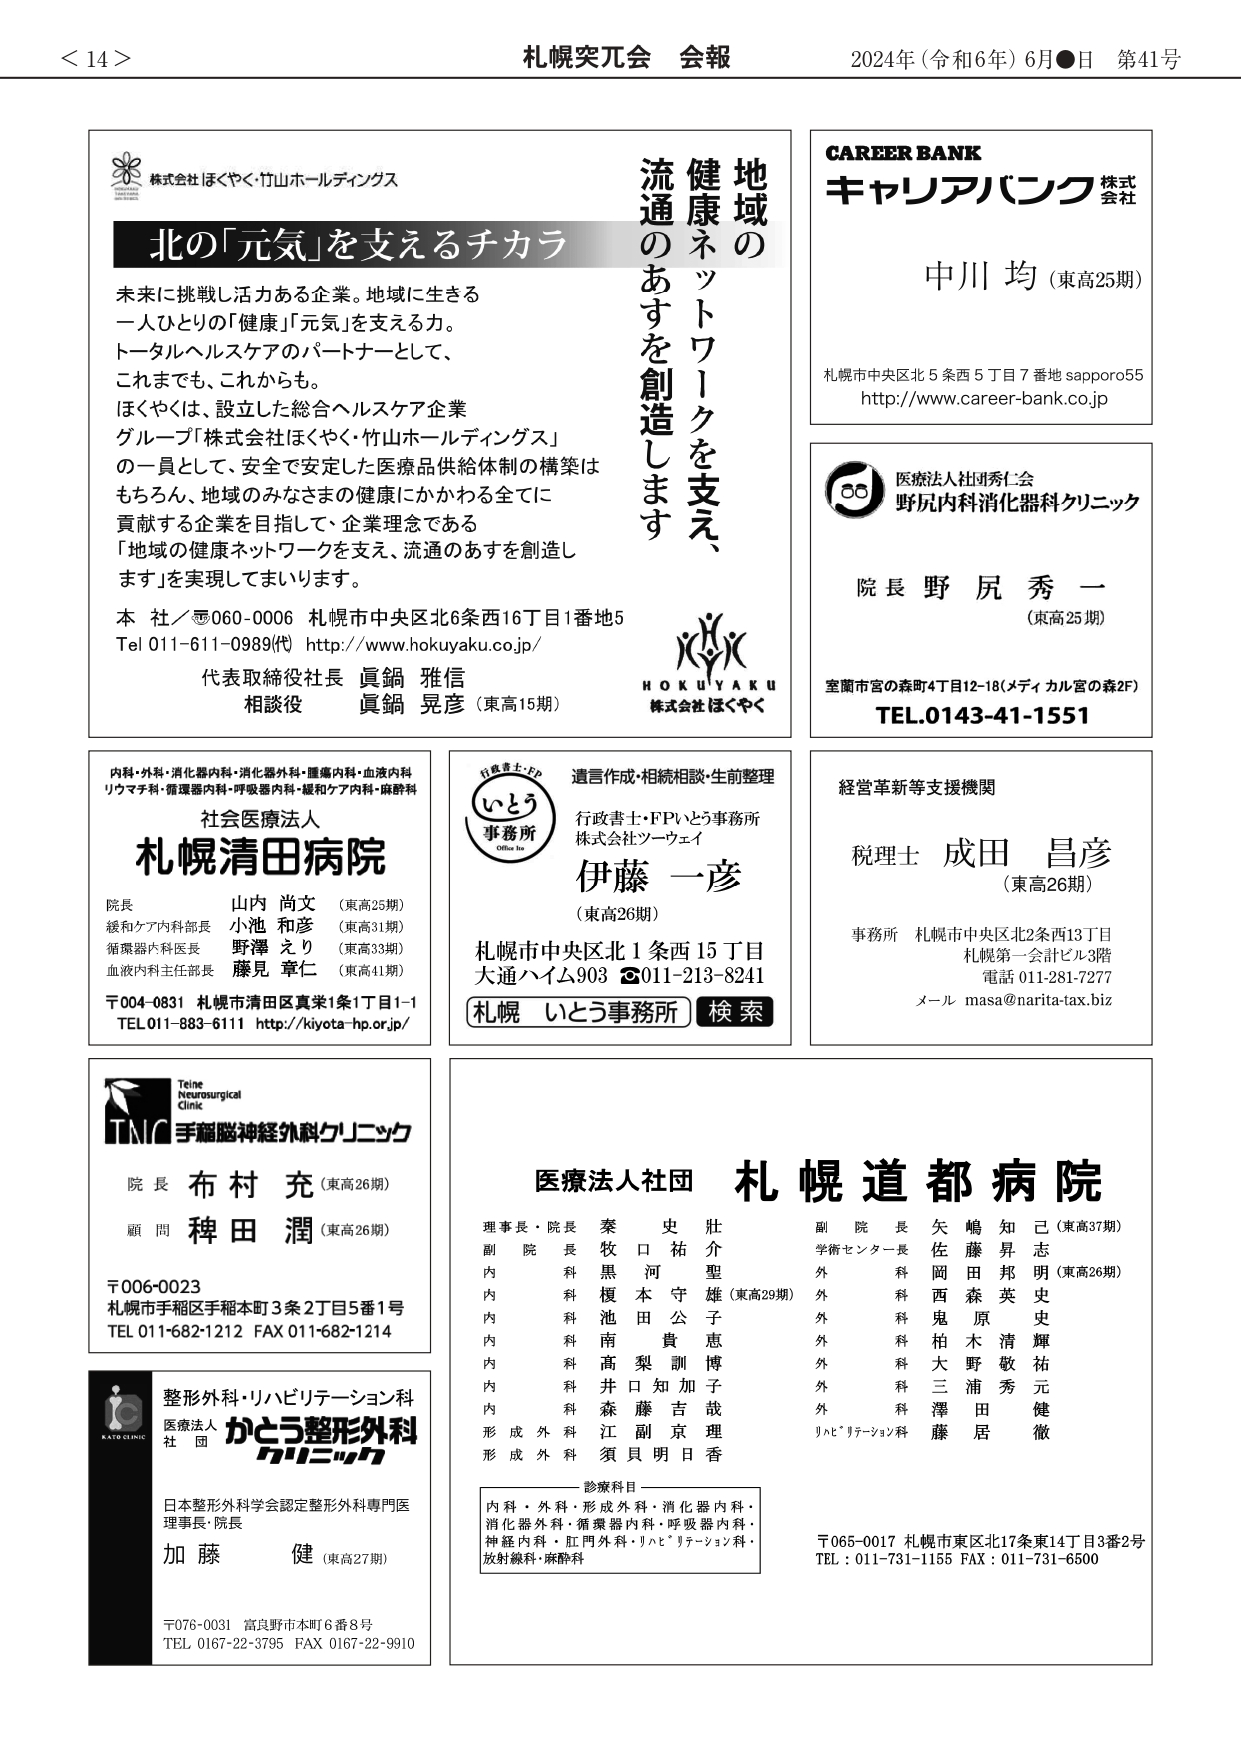 ＜14＞
札幌突兀会　会報
2024年（令和6年）6月●日　第41号
株式会社 ほくやく・竹山ホールディングス
北の「元気」を支えるチカラ
未来に挑戦し活力ある企業。地域に生きる
一人ひとりの「健康」「元気」を支える力。
トータルヘルスケアのパートナーとして、
これまでも、これからも。
ほくやくは、設立した総合ヘルスケア企業
グループ「株式会社ほくやく・竹山ホールディングス」
の一員として、安全で安定した医療品供給体制の構築は
もちろん、地域のみなさまの健康にかかわる全てに
貢献する企業を目指して、企業理念である
「地域の健康ネットワークを支え、流通のあすを創造し
ます」を実現してまいります。
地域の
健康ネットワークを支え、
流通のあすを創造します
本　社／〠060-0006 札幌市中央区北6条西16丁目1番地5
Tel 011-611-0989㈹ http://www.hokuyaku.co.jp/
代表取締役社長　眞鍋　雅信
相談役　眞鍋　晃彦（東高15期）
HOKUYAKU
株式会社 ほくやく
CAREER BANK
キャリアバンク 株式会社
中川 均（東高25期）
札幌市中央区北５条西５丁目７番地 sapporo55
http://www.career-bank.co.jp
医療法人社団秀仁会
野尻内科消化器科クリニック
院長 野　尻　秀　一
（東高25期）
室蘭市宮の森町4丁目12-18（メディカル宮の森2F）
TEL.0143-41-1551
内科・外科・消化器内科・消化器外科・腫瘍内科・血液内科
リウマチ科・循環器内科・呼吸器内科・緩和ケア内科・麻酔科
社会医療法人
札幌清田病院
院長　山内 尚文（東高25期）
緩和ケア内科部長　小池 和彦（東高31期）
循環器内科医長　野澤 えり（東高33期）
血液内科主任部長　藤見 章仁（東高41期）
〒004-0831 札幌市清田区真栄1条1丁目1-1
TEL 011-883-6111 http://kiyota-hp.or.jp/
行政書士・FP
いとう
事務所
Office Ito
遺言作成・相続相談・生前整理
行政書士・FPいとう事務所
株式会社ツーウェイ
伊藤　一彦
（東高26期）
札幌市中央区北１条西15丁目
大通ハイム903 ☎011-213-8241
札幌　いとう事務所 検索
経営革新等支援機関
税理士　成田　昌彦
（東高26期）
事務所　札幌市中央区北2条西13丁目
札幌第一会計ビル3階
電話 011-281-7277
メール masa@narita-tax.biz
Teine
Neurosurgical
Clinic
TNC 手稲脳神経外科クリニック
院 長　布 村　充（東高26期）
顧 問　稗 田　潤（東高26期）
〒006-0023
札幌市手稲区手稲本町３条２丁目5番１号
TEL 011-682-1212 FAX 011-682-1214
KATO CLINIC
整形外科・リハビリテーション科
医療法人社団 かとう整形外科
クリニック
日本整形外科学会認定整形外科専門医
理事長・院長
加 藤　健（東高27期）
〒076-0031　富良野市本町６番８号
TEL 0167-22-3795 FAX 0167-22-9910
医療法人社団　札幌道都病院
理事長・院長　秦　史　壯
副　院　長　牧 口 祐 介
内　科　黒　河　聖
内　科　榎 本 守 雄（東高29期）
内　科　池 田 公 子
内　科　南　貴　恵
内　科　髙 梨 訓 博
内　科　井 口 知 加 子
内　科　森 藤 吉 哉
形 成 外 科　江 副 京 理
形 成 外 科　須 貝 明 日 香
副　院　長　矢 嶋 知 己（東高37期）
学術センター長　佐 藤 昇 志
外　科　岡 田 邦 明（東高26期）
外　科　西 森 英 史
外　科　鬼　原　史
外　科　柏 木 清 輝
外　科　大 野 敬 祐
外　科　三 浦 秀 元
外　科　澤　田　健
ﾘﾊﾋﾞﾘﾃｰｼｮﾝ科　藤　居　徹
診療科目
内科・外科・形成外科・消化器内科・
消化器外科・循環器内科・呼吸器内科・
神経内科・肛門外科・ﾘﾊﾋﾞﾘﾃｰｼｮﾝ科・
放射線科・麻酔科
〒065-0017 札幌市東区北17条東14丁目3番2号
TEL：011-731-1155 FAX：011-731-6500